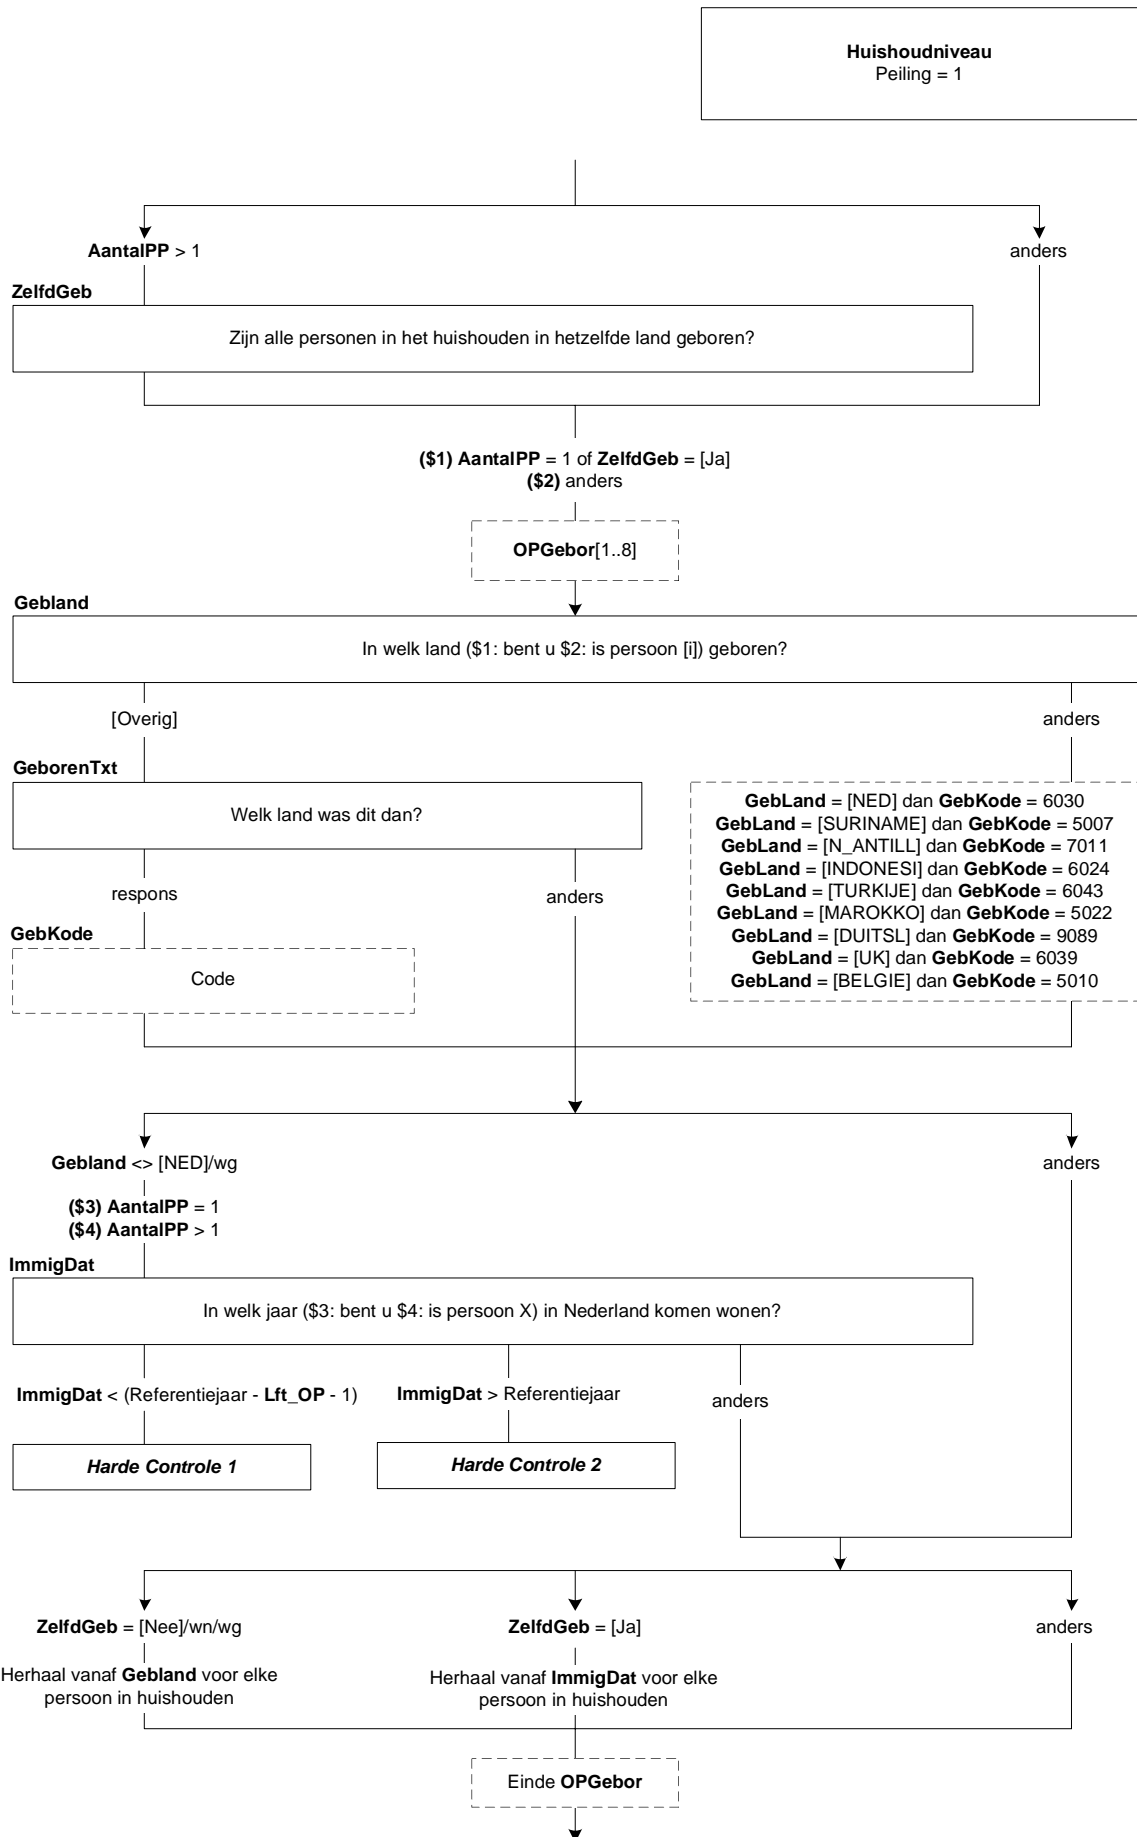 Huishoudniveau
Peiling = 1
AantalPP > 1
anders
ZelfdGeb
Zijn alle personen in het huishouden in hetzelfde land geboren?
($1) AantalPP = 1 of ZelfdGeb = [Ja]
($2) anders
OPGebor[1..8]
Gebland
In welk land ($1: bent u $2: is persoon [i]) geboren?
[Overig]
anders
GeborenTxt
Welk land was dit dan?
GebLand = [NED] dan GebKode = 6030
GebLand = [SURINAME] dan GebKode = 5007
GebLand = [N_ANTILL] dan GebKode = 7011
GebLand = [INDONESI] dan GebKode = 6024
GebLand = [TURKIJE] dan GebKode = 6043
GebLand = [MAROKKO] dan GebKode = 5022
GebLand = [DUITSL] dan GebKode = 9089
GebLand = [UK] dan GebKode = 6039
GebLand = [BELGIE] dan GebKode = 5010
respons
anders
GebKode
Code
Gebland <> [NED]/wg
anders
($3) AantalPP = 1
($4) AantalPP > 1
ImmigDat
In welk jaar ($3: bent u $4: is persoon X) in Nederland komen wonen?
ImmigDat < (Referentiejaar - Lft_OP - 1)
ImmigDat > Referentiejaar
anders
Harde Controle 1
Harde Controle 2
ZelfdGeb = [Nee]/wn/wg
ZelfdGeb = [Ja]
anders
Herhaal vanaf Gebland voor elke
persoon in huishouden
Herhaal vanaf ImmigDat voor elke
persoon in huishouden
Einde OPGebor